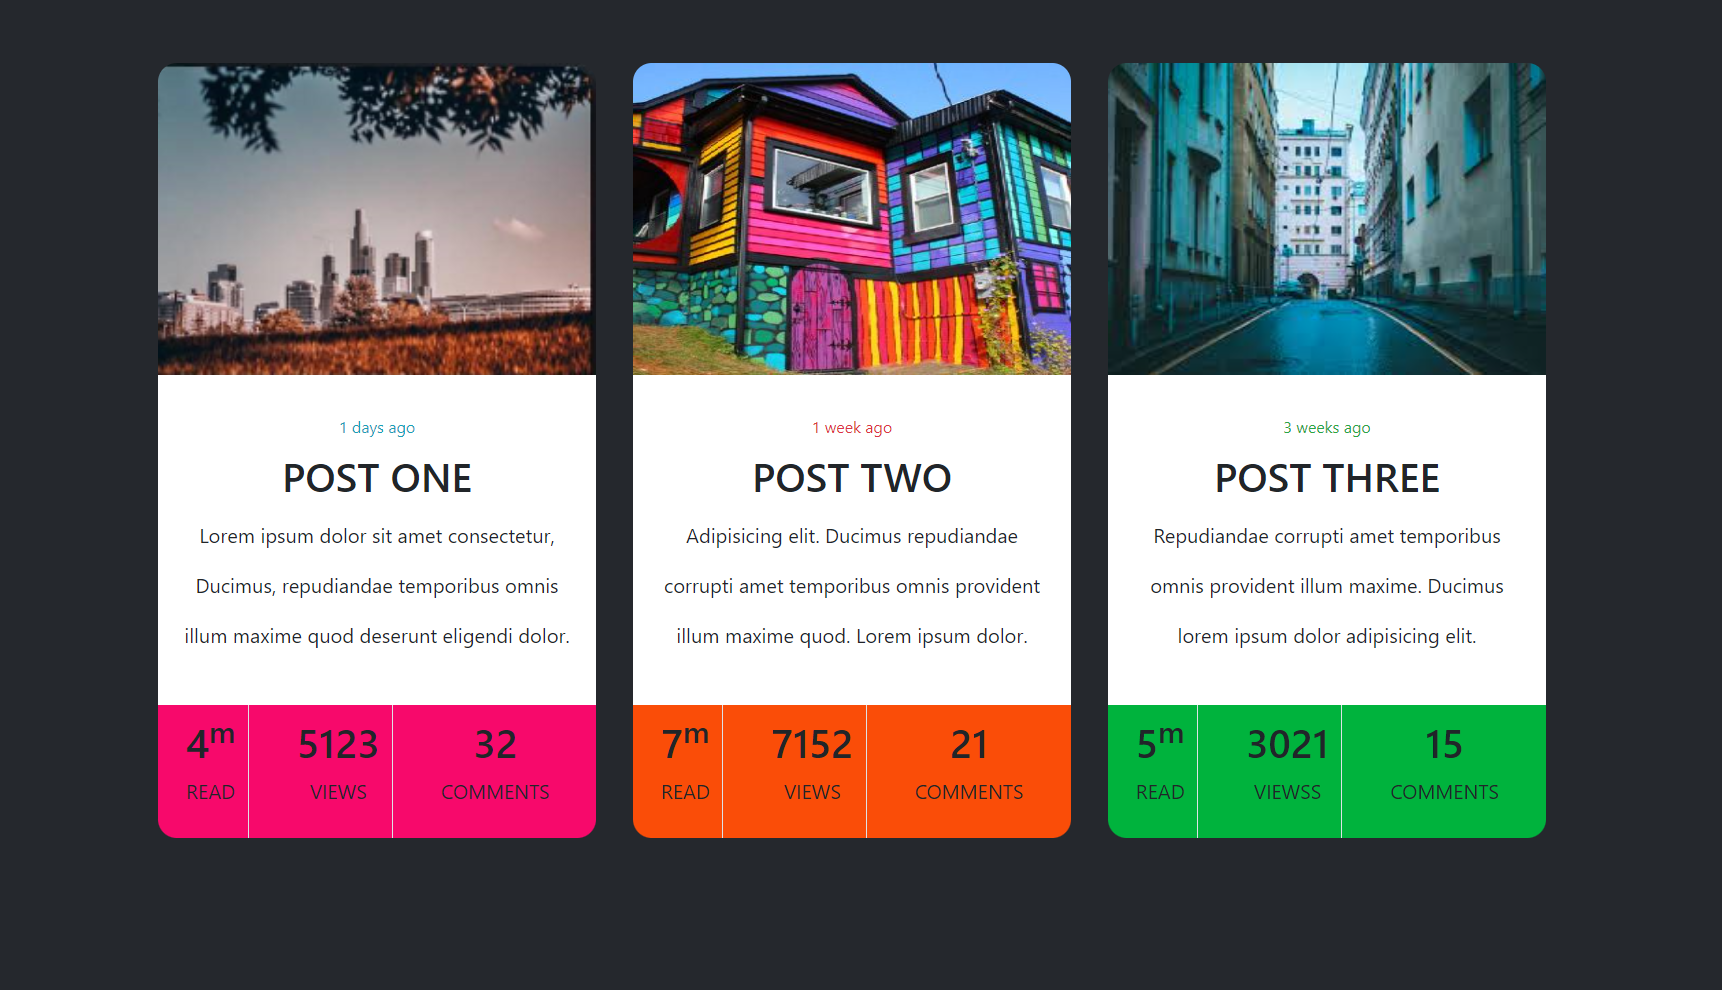 1 days ago
POST ONE
Lorem ipsum dolor sit amet consectetur,
Ducimus, repudiandae temporibus omnis
illum maxime quod deserunt eligendi dolor.
4m 5123 32
READ VIEWS COMMENTS
1 week ago
POST TWO
Adipisicing elit. Ducimus repudiandae
corrupti amet temporibus omnis provident
illum maxime quod. Lorem ipsum dolor.
7m 7152 21
READ VIEWS COMMENTS
3 weeks ago
POST THREE
Repudiandae corrupti amet temporibus
omnis provident illum maxime. Ducimus
lorem ipsum dolor adipisicing elit.
5m 3021 15
READ VIEWSS COMMENTS